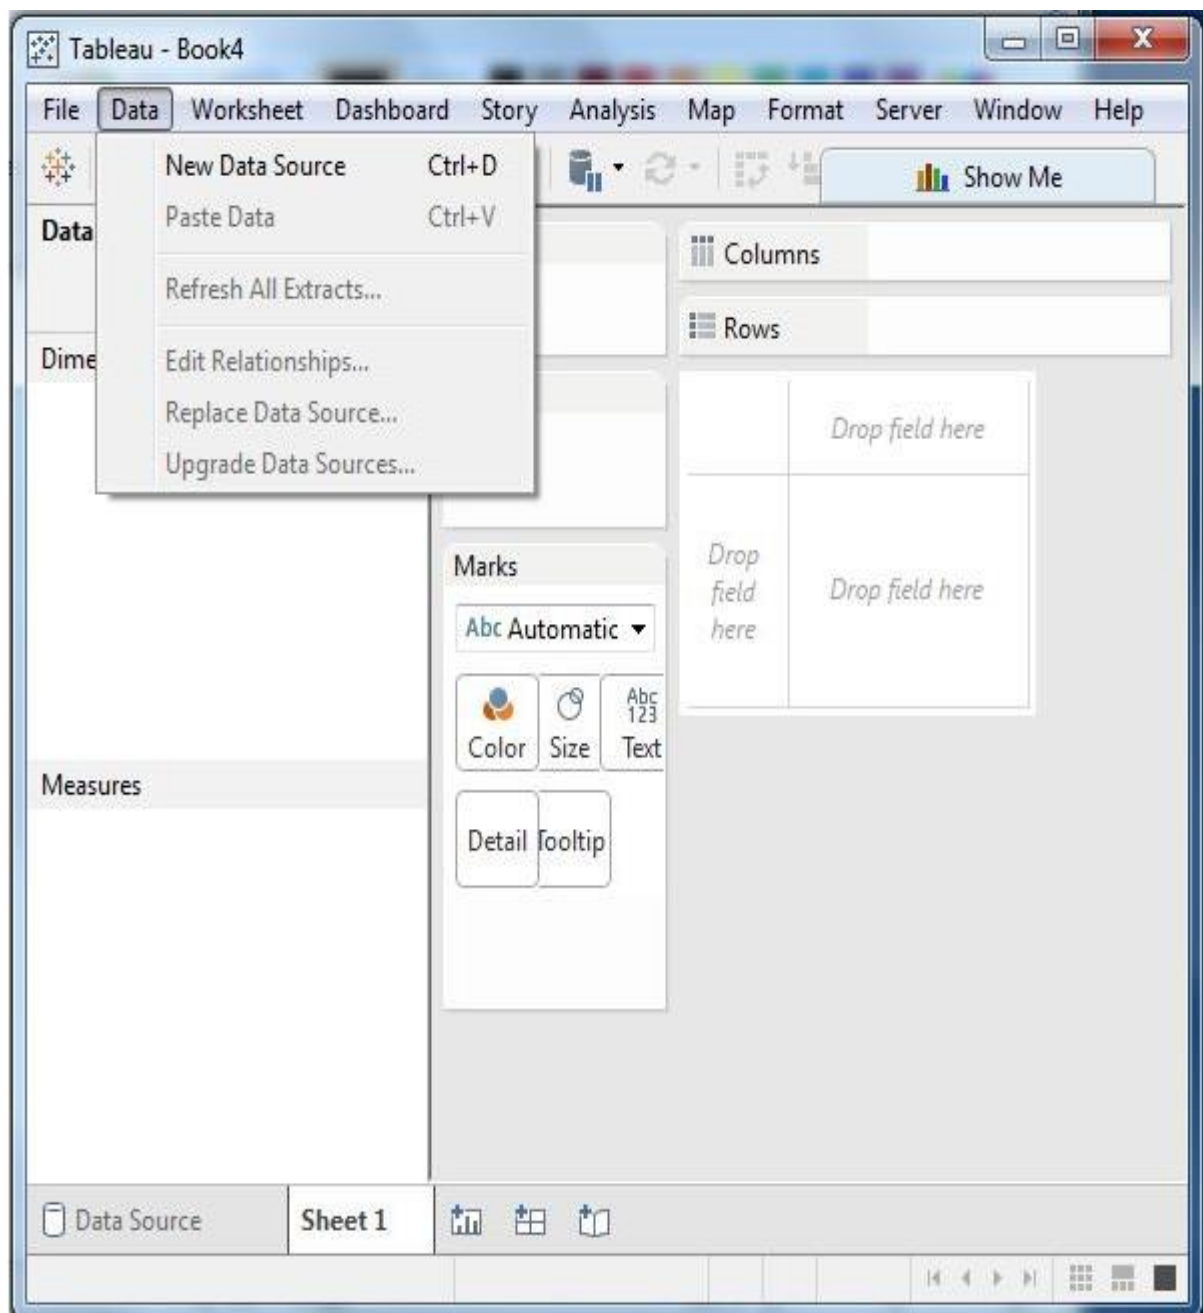 Tableau - Book4
File Data Worksheet Dashboard Story Analysis Map Format Server Window Help
New Data Source Ctrl+D
Paste Data Ctrl+V
Refresh All Extracts...
Edit Relationships...
Replace Data Source...
Upgrade Data Sources...
Show Me
Data
Dime
Measures
Columns
Rows
Drop field here
Drop
field
here
Drop field here
Marks
Abc Automatic
Color Size Abc 123 Text
Detail Tooltip
Data Source Sheet 1